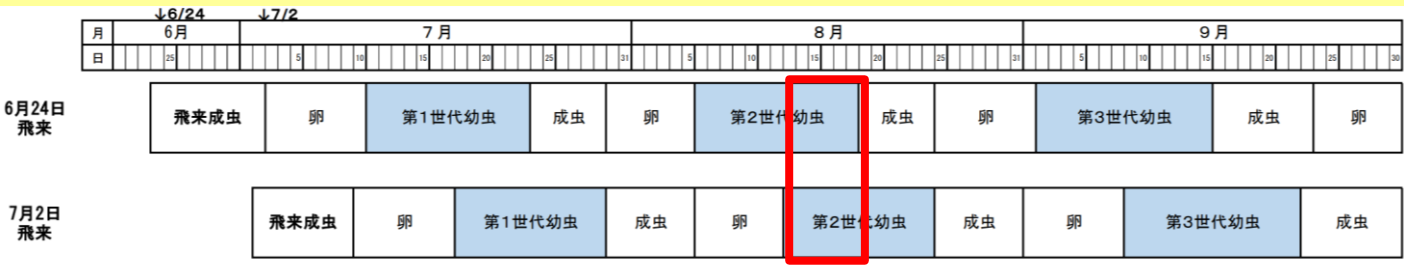 ↓6/24 ↓7/2
月 6月 7月 8月 9月
日 25 5 10 15 20 25 31 5 10 15 20 25 31 5 10 15 20 25 30
6月24日
飛来
飛来成虫 卵 第1世代幼虫 成虫 卵 第2世代幼虫 成虫 卵 第3世代幼虫 成虫 卵
7月2日
飛来
飛来成虫 卵 第1世代幼虫 成虫 卵 第2世代幼虫 成虫 卵 第3世代幼虫 成虫